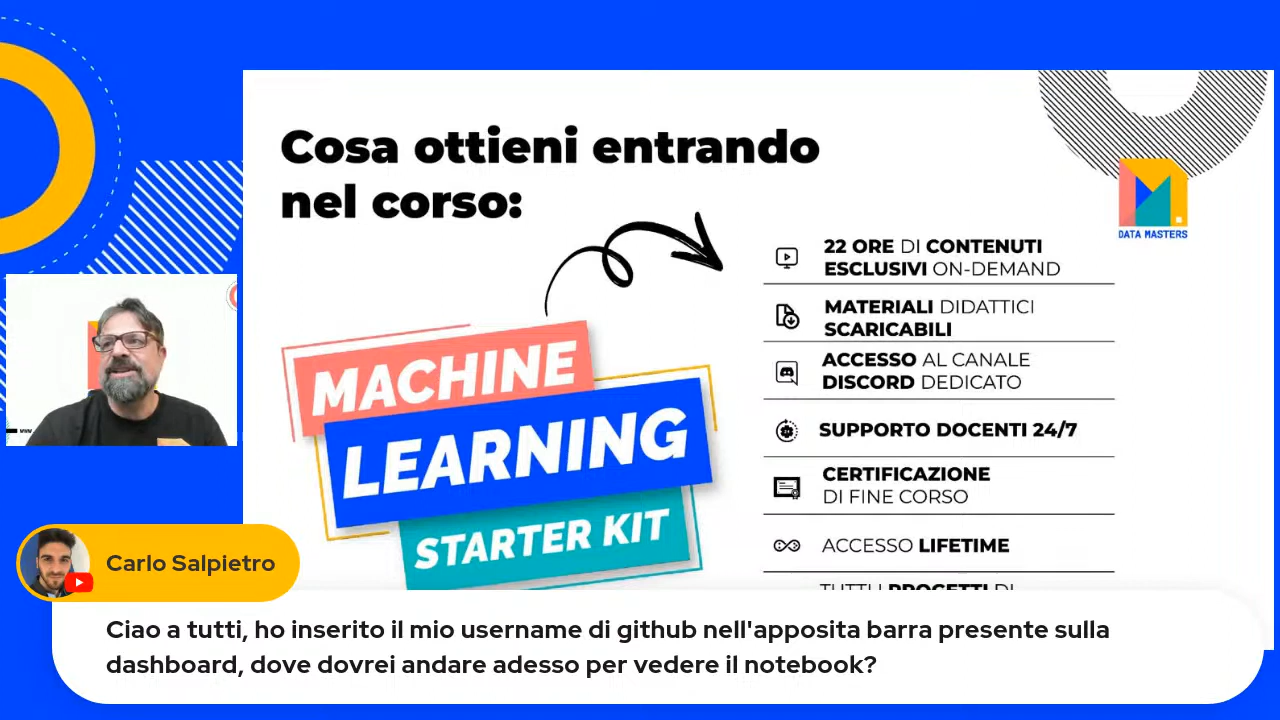 Cosa ottieni entrando
nel corso:
DATA MASTERS
22 ORE DI CONTENUTI
ESCLUSIVI ON-DEMAND
MATERIALI DIDATTICI
SCARICABILI
ACCESSO AL CANALE
DISCORD DEDICATO
SUPPORTO DOCENTI 24/7
CERTIFICAZIONE
DI FINE CORSO
ACCESSO LIFETIME
MACHINE
LEARNING
STARTER KIT
Carlo Salpietro
Ciao a tutti, ho inserito il mio username di github nell'apposita barra presente sulla
dashboard, dove dovrei andare adesso per vedere il notebook?